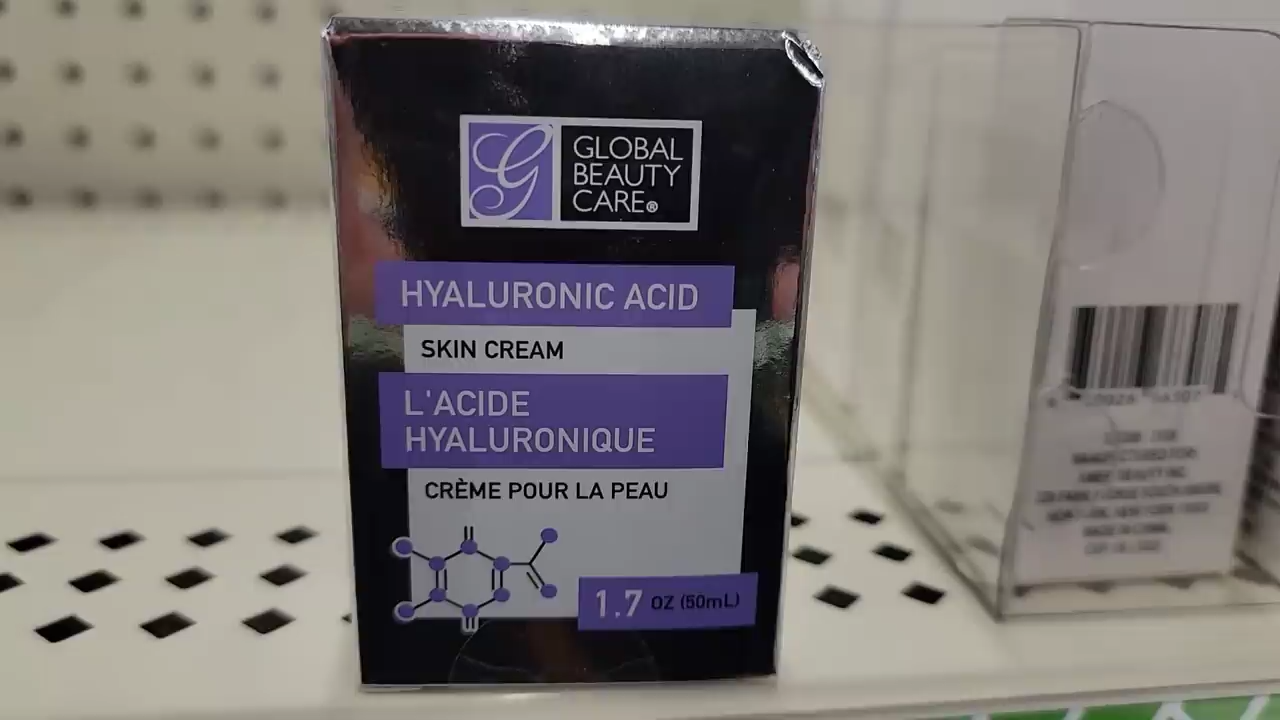 G
GLOBAL
BEAUTY
CARE®
HYALURONIC ACID
SKIN CREAM
L'ACIDE
HYALURONIQUE
CRÈME POUR LA PEAU
1.7 OZ (50mL)